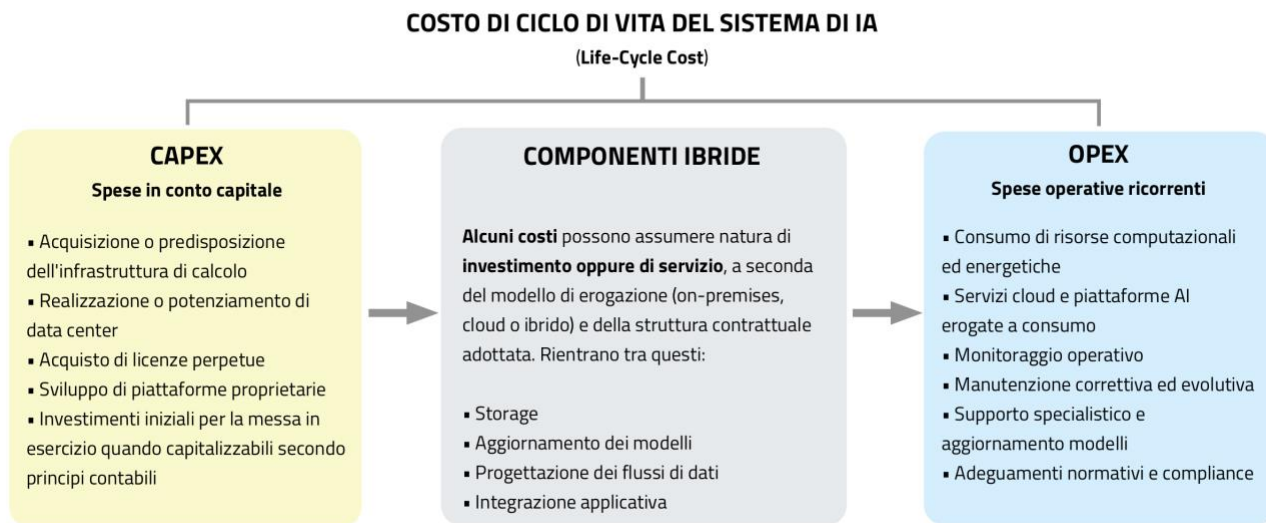 COSTO DI CICLO DI VITA DEL SISTEMA DI IA
(Life-Cycle Cost)
CAPEX
Spese in conto capitale
▪ Acquisizione o predisposizione
dell'infrastruttura di calcolo
▪ Realizzazione o potenziamento di
data center
▪ Acquisto di licenze perpetue
▪ Sviluppo di piattaforme proprietarie
▪ Investimenti iniziali per la messa in
esercizio quando capitalizzabili secondo
principi contabili
COMPONENTI IBRIDE
Alcuni costi possono assumere natura di
investimento oppure di servizio, a seconda
del modello di erogazione (on-premises,
cloud o ibrido) e della struttura contrattuale
adottata. Rientrano tra questi:
▪ Storage
▪ Aggiornamento dei modelli
▪ Progettazione dei flussi di dati
▪ Integrazione applicativa
OPEX
Spese operative ricorrenti
▪ Consumo di risorse computazionali
ed energetiche
▪ Servizi cloud e piattaforme AI
erogate a consumo
▪ Monitoraggio operativo
▪ Manutenzione correttiva ed evolutiva
▪ Supporto specialistico e
aggiornamento modelli
▪ Adeguamenti normativi e compliance